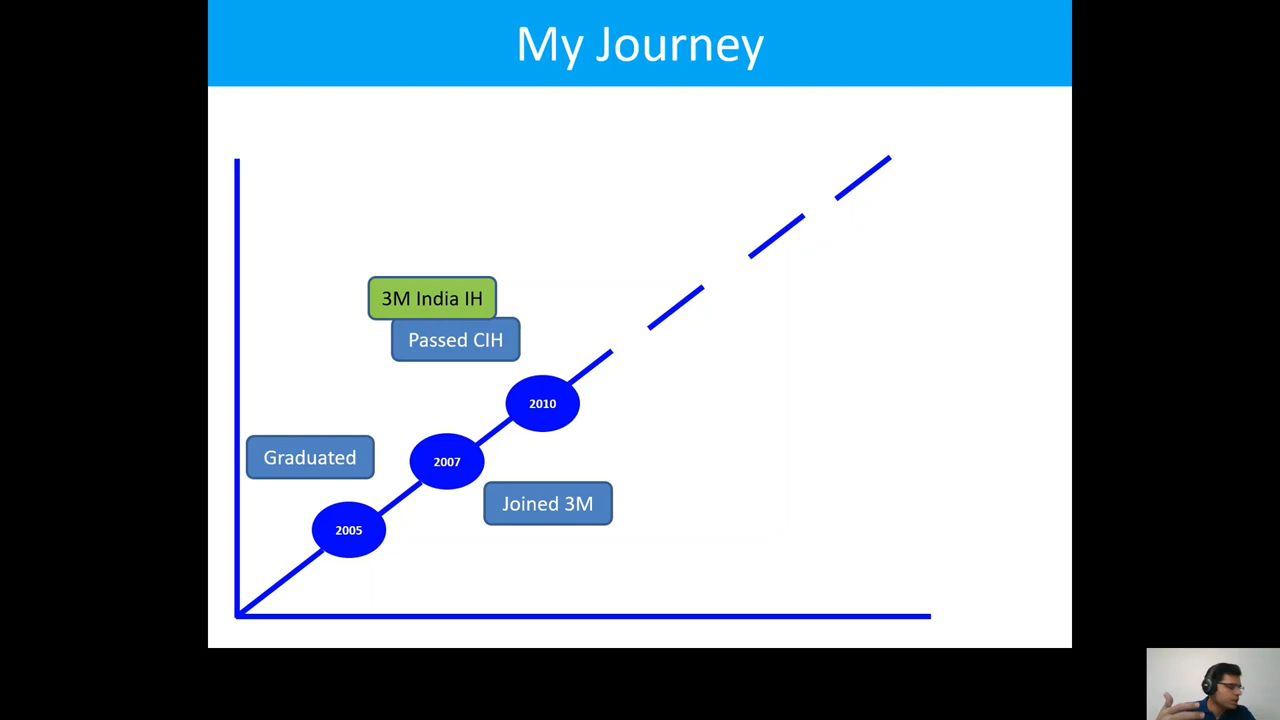 My Journey
3M India IH
Passed CIH
2010
Graduated
2007
Joined 3M
2005